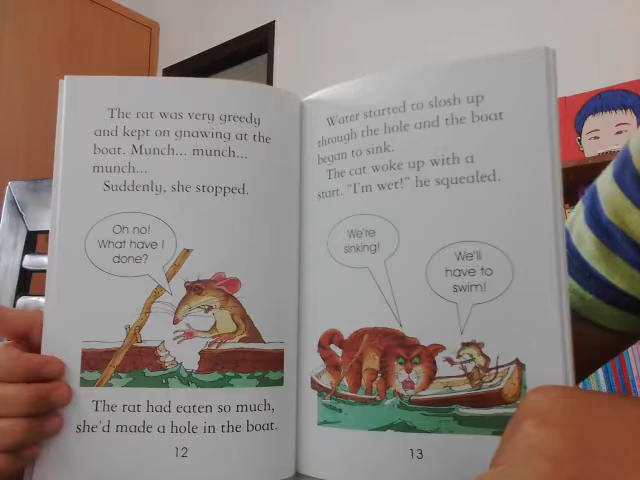 The rat was very greedy
and kept on gnawing at the
boat. Munch... munch...
munch...
Suddenly, she stopped.
Oh no!
What have I
done?
The rat had eaten so much,
she'd made a hole in the boat.
12
Water started to slosh up
through the hole and the boat
began to sink.
The cat woke up with a
start. "I'm wet!" he squealed.
We're
sinking!
We'll
have to
swim!
13